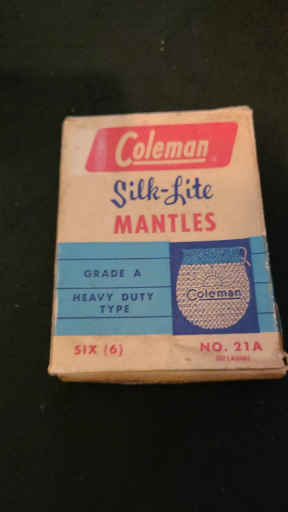 Coleman
Silk-Lite
MANTLES
GRADE A
HEAVY DUTY
TYPE
Coleman
SIX (6)
NO. 21A